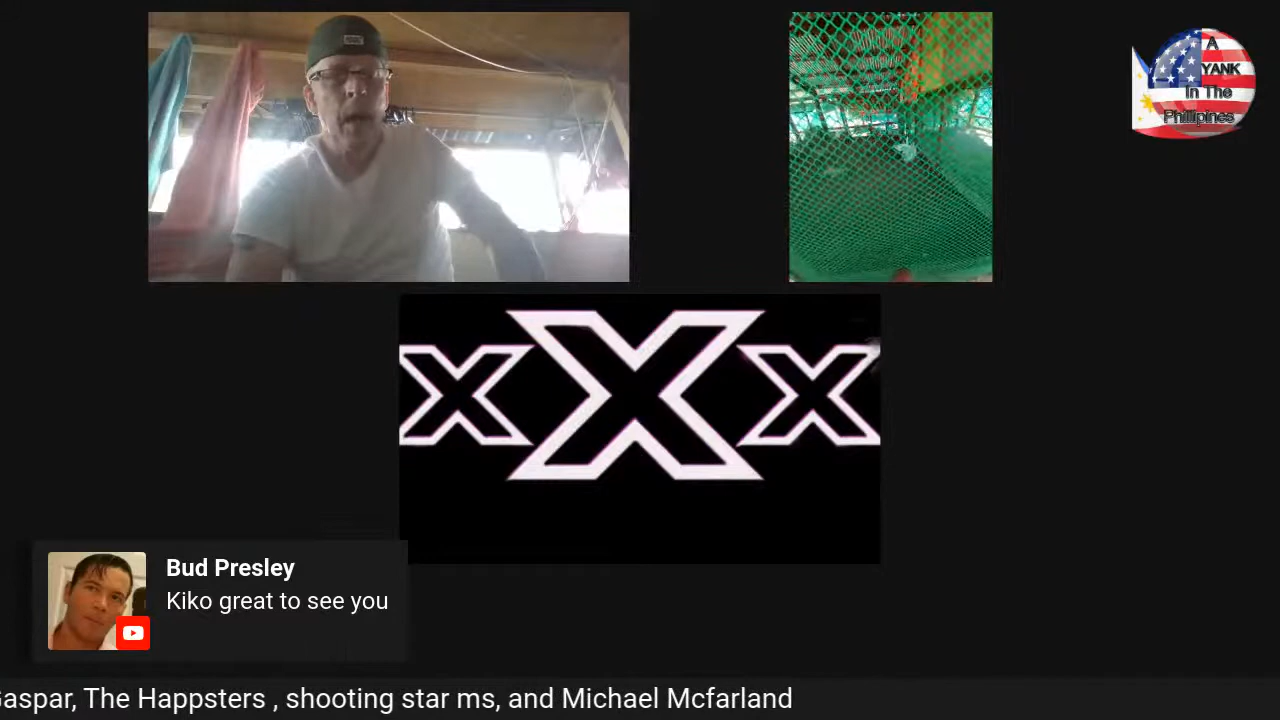 A
YANK
In The
Phillipines
xXx
Bud Presley
Kiko great to see you
aspar, The Happsters , shooting star ms, and Michael Mcfarland